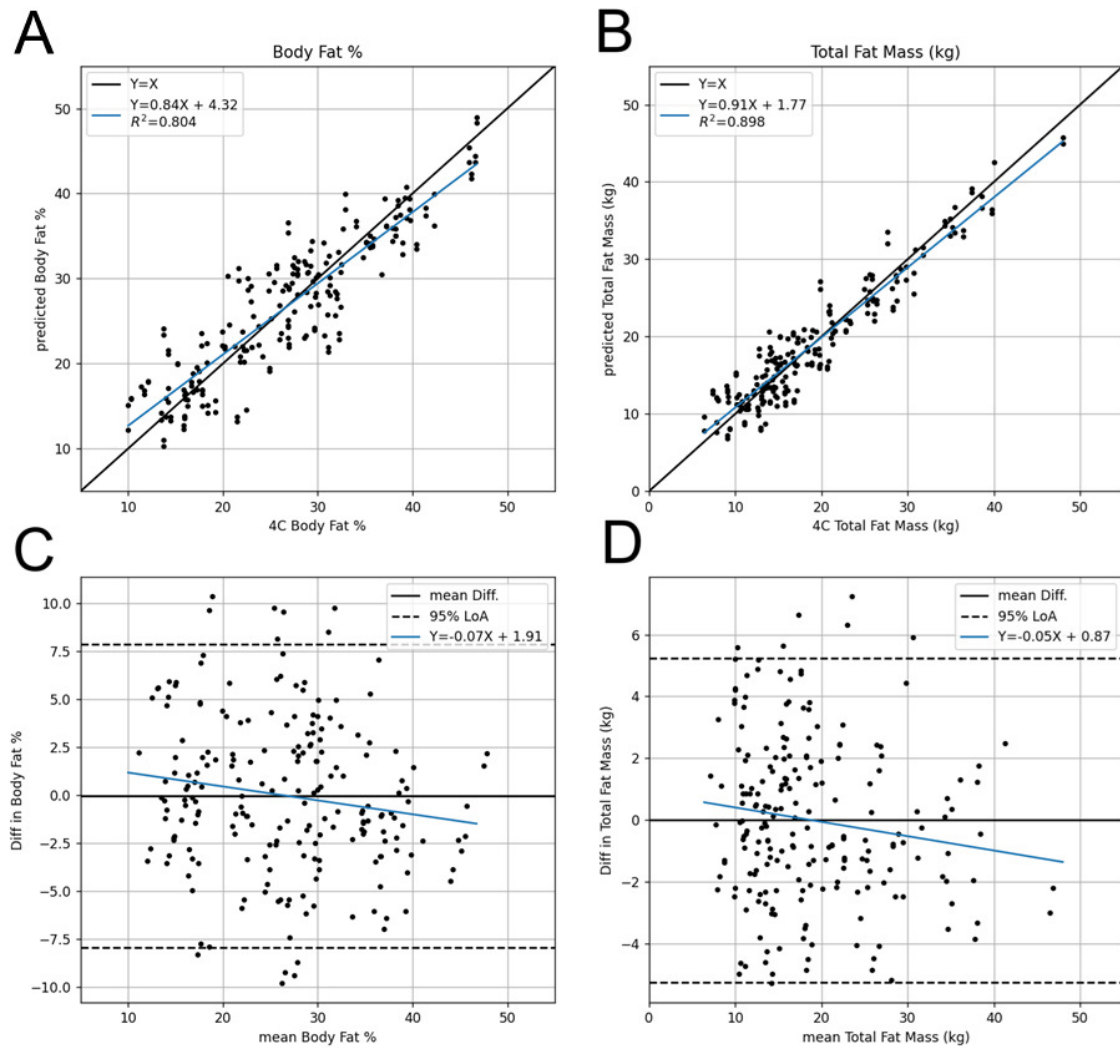 A
B
Body Fat %
Total Fat Mass (kg)
Y=X
Y=0.84X + 4.32
R²=0.804
Y=X
Y=0.91X + 1.77
R²=0.898
predicted Body Fat %
50
40
30
20
10
10 20 30 40 50
4C Body Fat %
predicted Total Fat Mass (kg)
50
40
30
20
10
0
0 10 20 30 40 50
4C Total Fat Mass (kg)
C
D
mean Diff.
95% LoA
Y=-0.07X + 1.91
mean Diff.
95% LoA
Y=-0.05X + 0.87
Diff in Body Fat %
10.0
7.5
5.0
2.5
0.0
−2.5
−5.0
−7.5
−10.0
10 20 30 40 50
mean Body Fat %
Diff in Total Fat Mass (kg)
6
4
2
0
−2
−4
0 10 20 30 40 50
mean Total Fat Mass (kg)